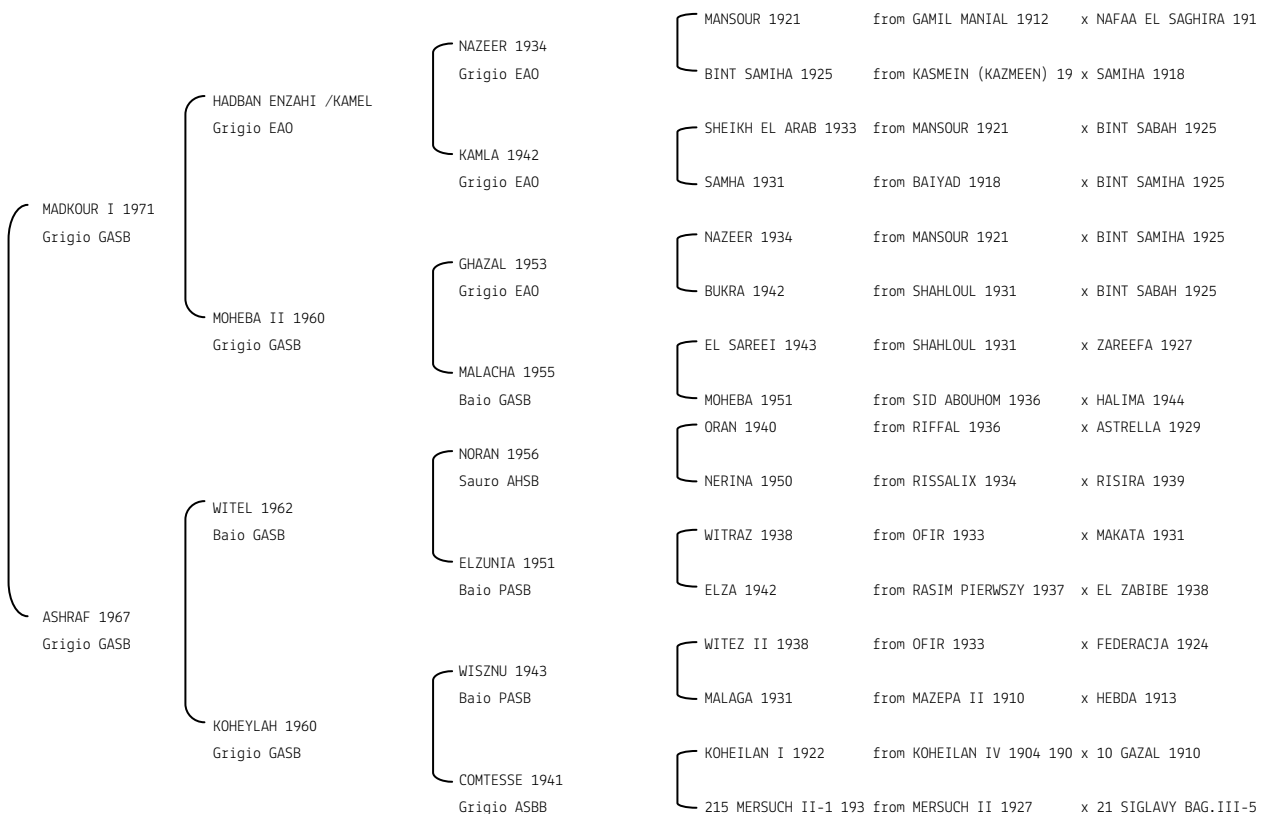 MANSOUR 1921 from GAMIL MANIAL 1912 x NAFAA EL SAGHIRA 191
NAZEER 1934
Grigio EAO
BINT SAMIHA 1925 from KASMEIN (KAZMEEN) 19 x SAMIHA 1918
HADBAN ENZAHI /KAMEL
Grigio EAO
SHEIKH EL ARAB 1933 from MANSOUR 1921 x BINT SABAH 1925
KAMLA 1942
Grigio EAO
SAMHA 1931 from BAIYAD 1918 x BINT SAMIHA 1925
MADKOUR I 1971
Grigio GASB
NAZEER 1934 from MANSOUR 1921 x BINT SAMIHA 1925
GHAZAL 1953
Grigio EAO
BUKRA 1942 from SHAHLOUL 1931 x BINT SABAH 1925
MOHEBA II 1960
Grigio GASB
EL SAREEI 1943 from SHAHLOUL 1931 x ZAREEFA 1927
MALACHA 1955
Baio GASB
MOHEBA 1951 from SID ABOUHOM 1936 x HALIMA 1944
ORAN 1940 from RIFFAL 1936 x ASTRELLA 1929
NORAN 1956
Sauro AHSB
NERINA 1950 from RISSALIX 1934 x RISIRA 1939
WITEL 1962
Baio GASB
WITRAZ 1938 from OFIR 1933 x MAKATA 1931
ELZUNIA 1951
Baio PASB
ELZA 1942 from RASIM PIERWSZY 1937 x EL ZABIBE 1938
ASHRAF 1967
Grigio GASB
WITEZ II 1938 from OFIR 1933 x FEDERACJA 1924
WISZNU 1943
Baio PASB
MALAGA 1931 from MAZEPA II 1910 x HEBDA 1913
KOHEYLAH 1960
Grigio GASB
KOHEILAN I 1922 from KOHEILAN IV 1904 190 x 10 GAZAL 1910
COMTESSE 1941
Grigio ASBB
215 MERSUCH II-1 193 from MERSUCH II 1927 x 21 SIGLAVY BAG.III-5